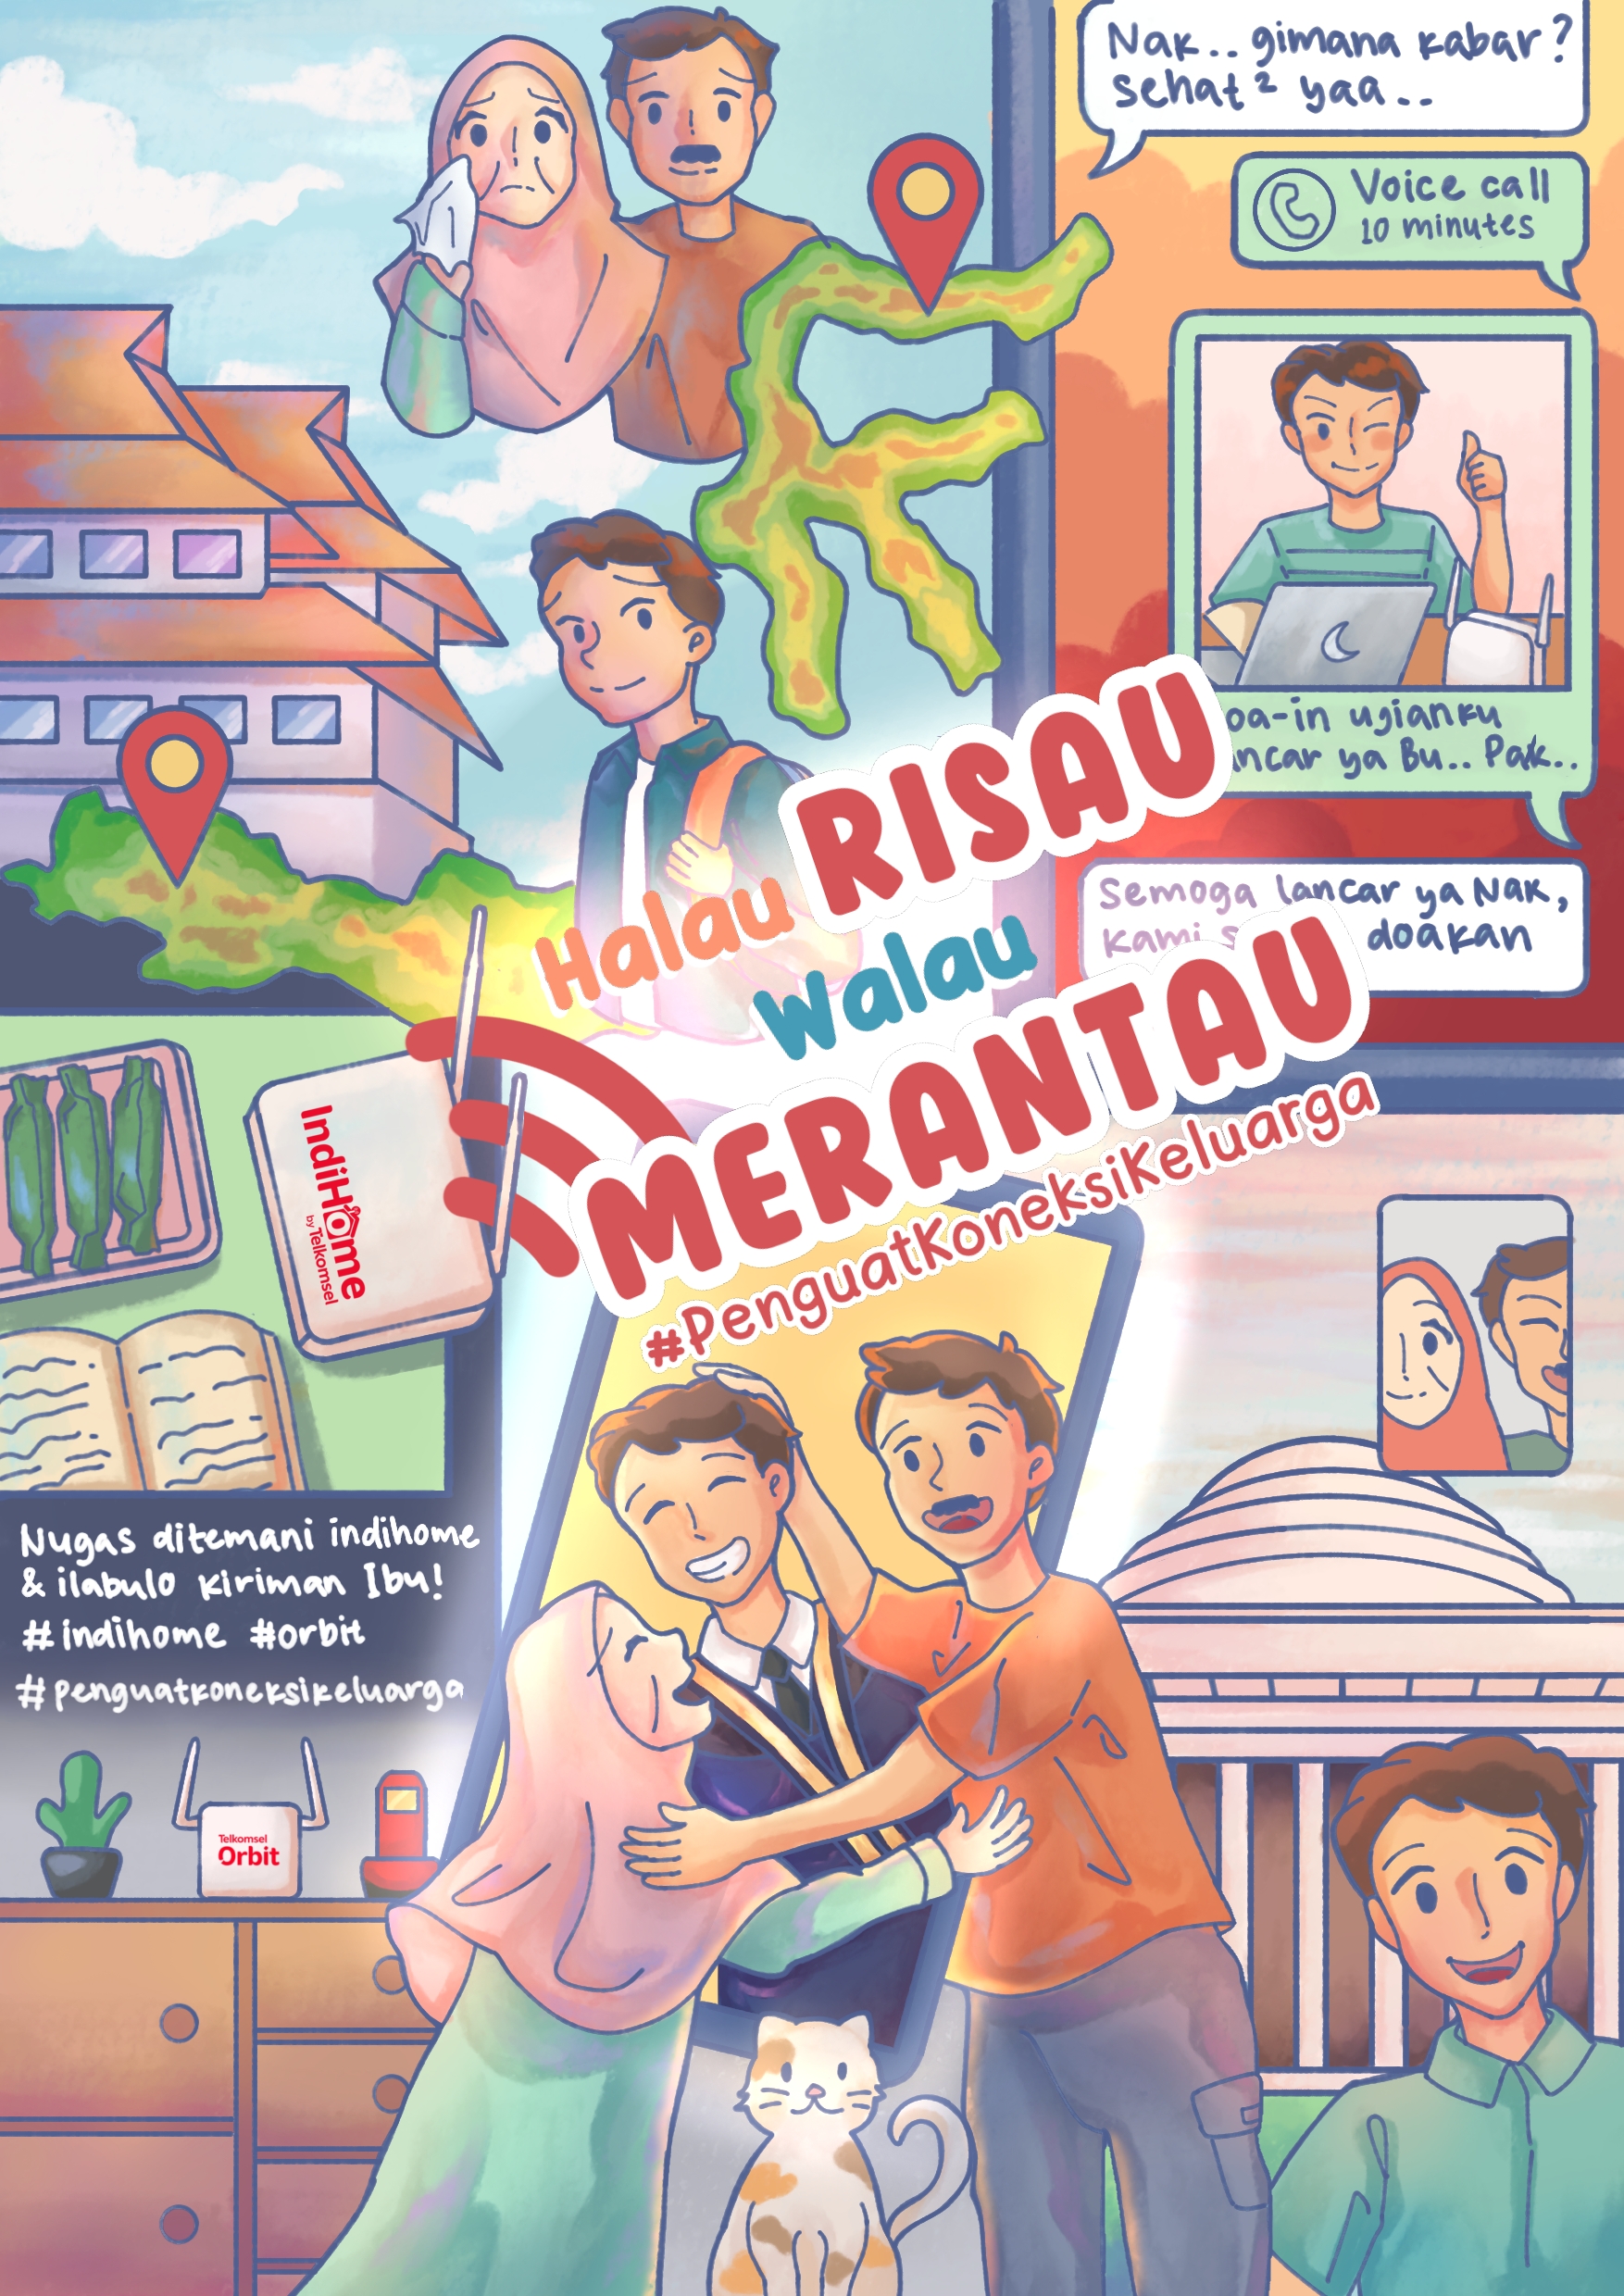 Nak.. gimana kabar?
sehat² yaa..
Voice call
10 minutes
oa-in ujianku
ncar ya Bu.. Pak..
Semoga lancar ya Nak,
kami doakan
Halau RISAU
Walau
MERANTAU
#PenguatKoneksiKeluarga
IndiHome
by Telkomsel
Nugas ditemani indihome
& ilabulo kiriman Ibu!
#indihome #orbit
#penguatkoneksikeluarga
Telkomsel
Orbit